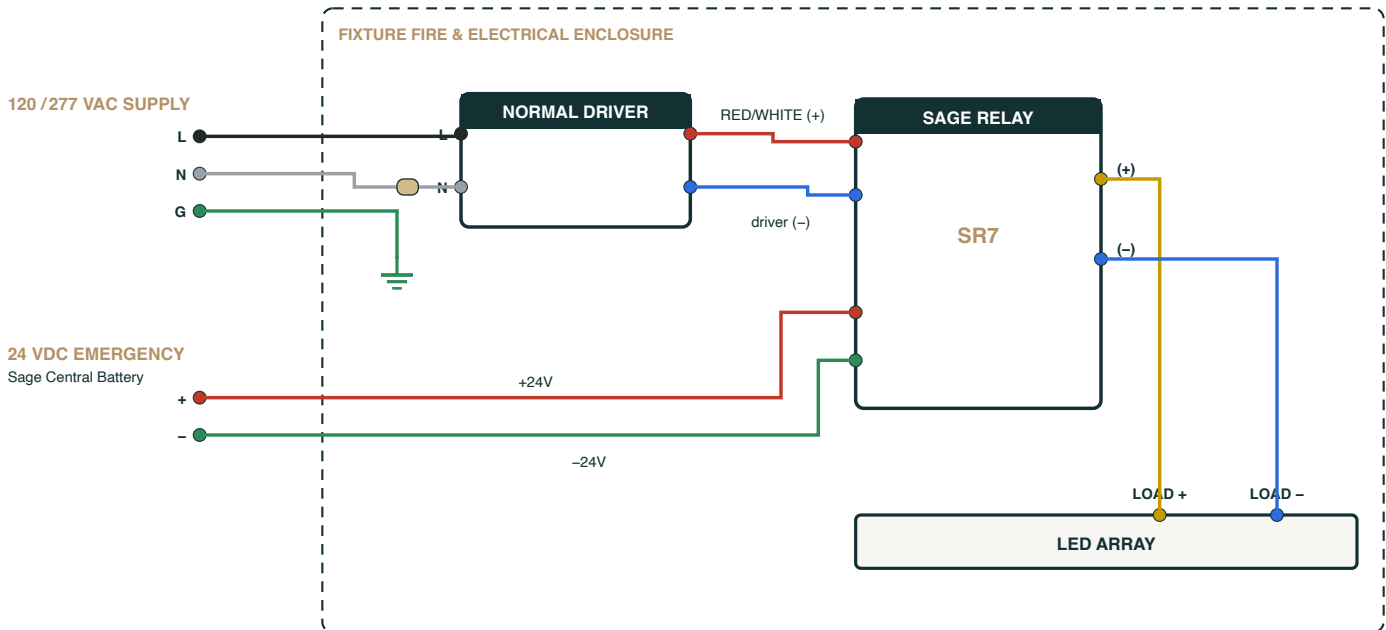 FIXTURE FIRE & ELECTRICAL ENCLOSURE
120 / 277 VAC SUPPLY
L
N
G
L
N
NORMAL DRIVER
RED/WHITE (+)
driver (−)
SAGE RELAY
SR7
(+)
(−)
24 VDC EMERGENCY
Sage Central Battery
+
−
+24V
−24V
LOAD +
LOAD −
LED ARRAY